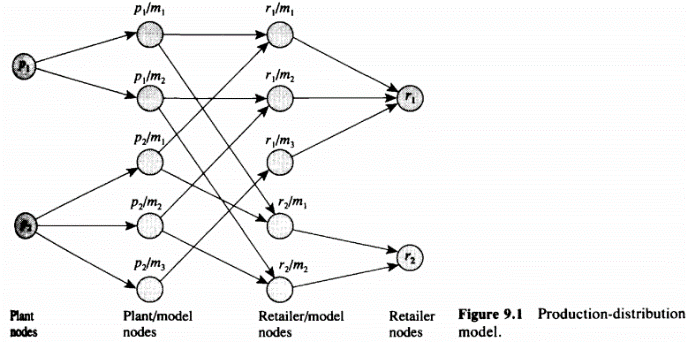 p₁/m₁ r₁/m₁
p₁
p₁/m₂ r₁/m₂
r₁
p₂/m₁ r₁/m₃
p₂/m₂ r₂/m₁
p₂
r₂
p₂/m₃ r₂/m₂
Plant Plant/model Retailer/model Retailer Figure 9.1 Production-distribution
nodes nodes nodes nodes model.